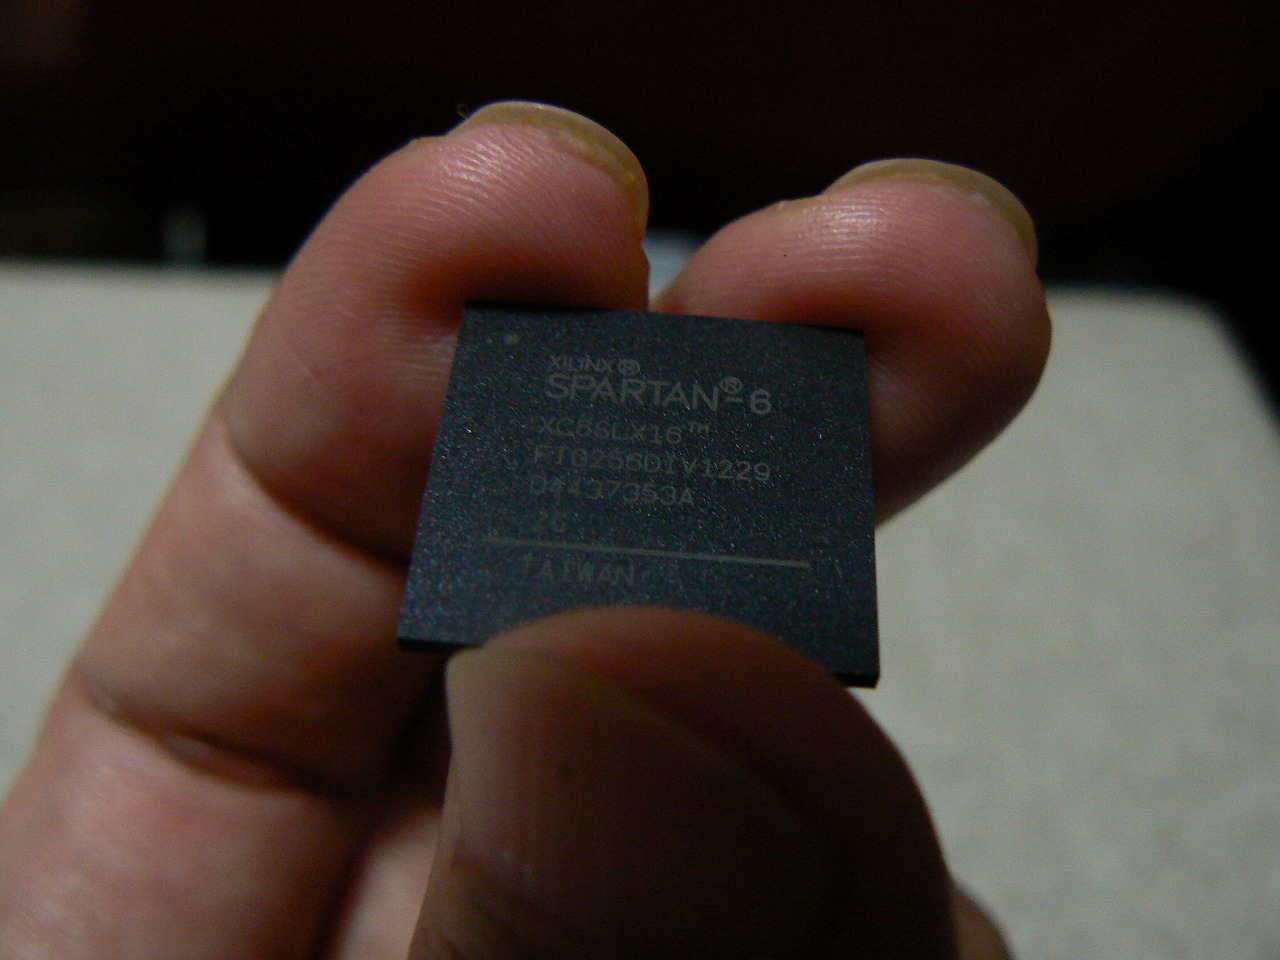 XILINX®
SPARTAN®-6
XC6SLX16™
FTG256DIV1229
D4437353A
2C
TAIWAN